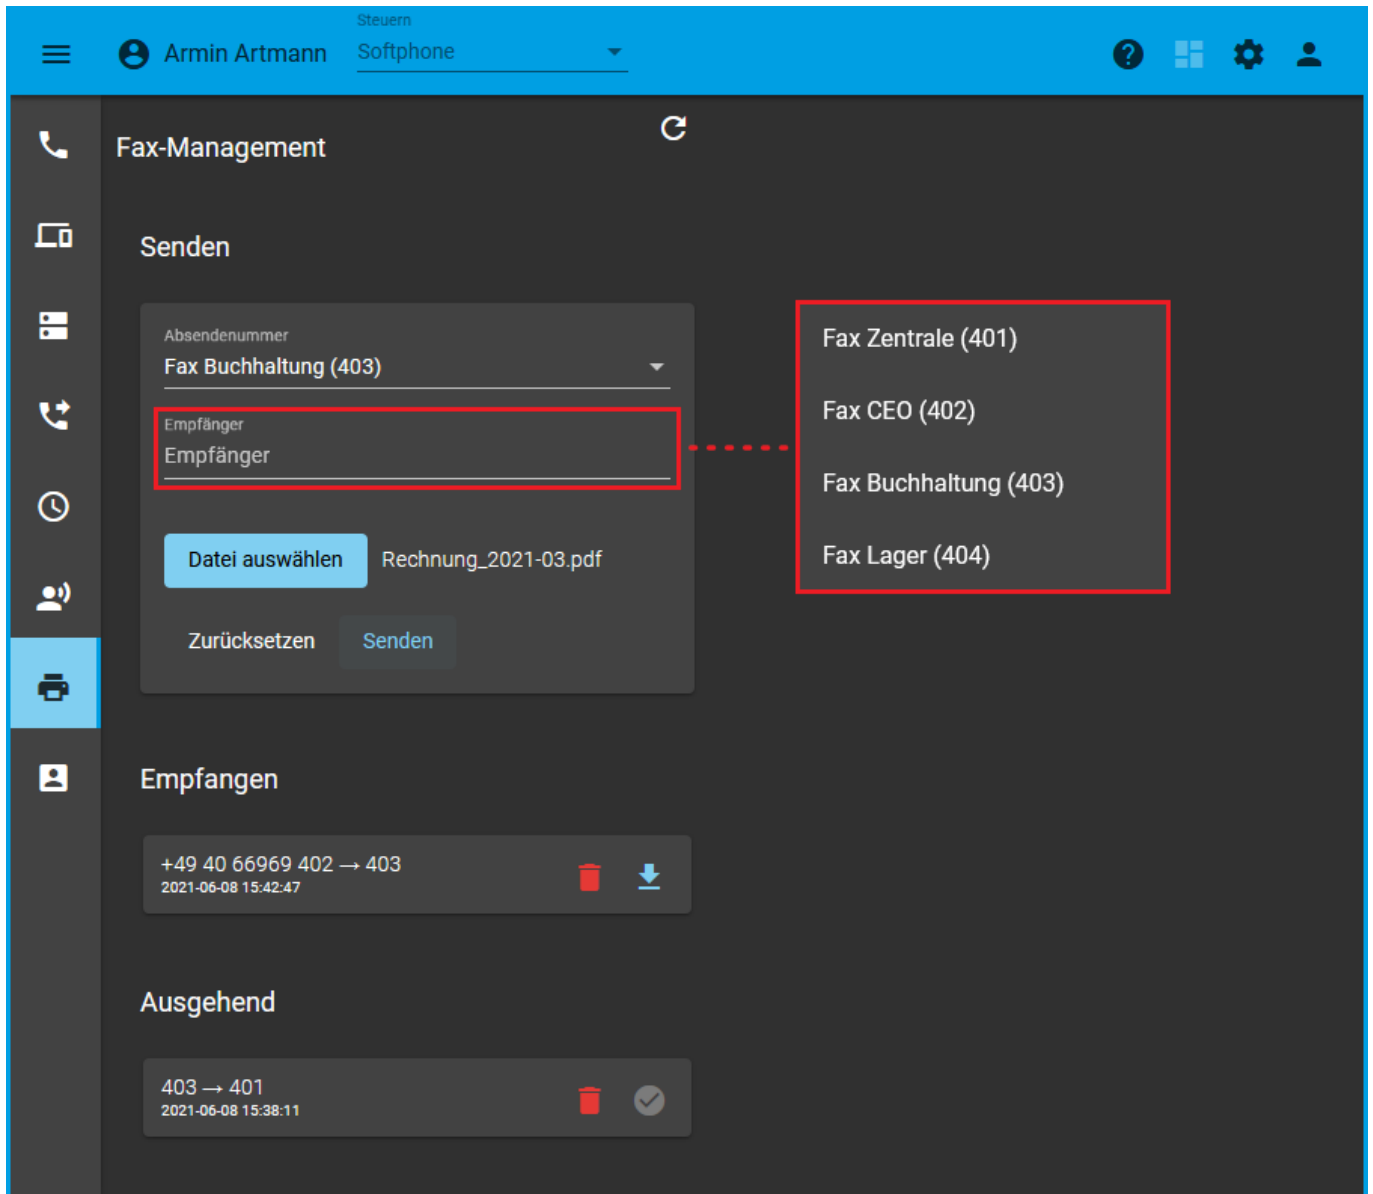 Steuern
Armin Artmann
Softphone
Fax-Management
Senden
Absendenummer
Fax Buchhaltung (403)
Empfänger
Empfänger
Datei auswählen
Rechnung_2021-03.pdf
Zurücksetzen
Senden
Fax Zentrale (401)
Fax CEO (402)
Fax Buchhaltung (403)
Fax Lager (404)
Empfangen
+49 40 66969 402 → 403
2021-06-08 15:42:47
Ausgehend
403 → 401
2021-06-08 15:38:11